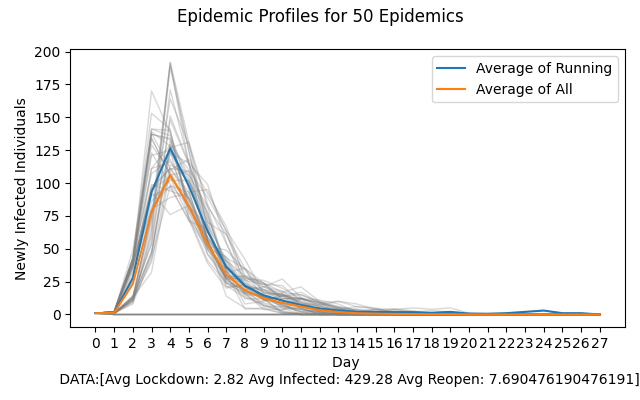 Epidemic Profiles for 50 Epidemics
200
175
150
125
100
75
50
25
0
Newly Infected Individuals
Average of Running
Average of All
0 1 2 3 4 5 6 7 8 9 10 11 12 13 14 15 16 17 18 19 20 21 22 23 24 25 26 27
Day
DATA:[Avg Lockdown: 2.82 Avg Infected: 429.28 Avg Reopen: 7.690476190476191]